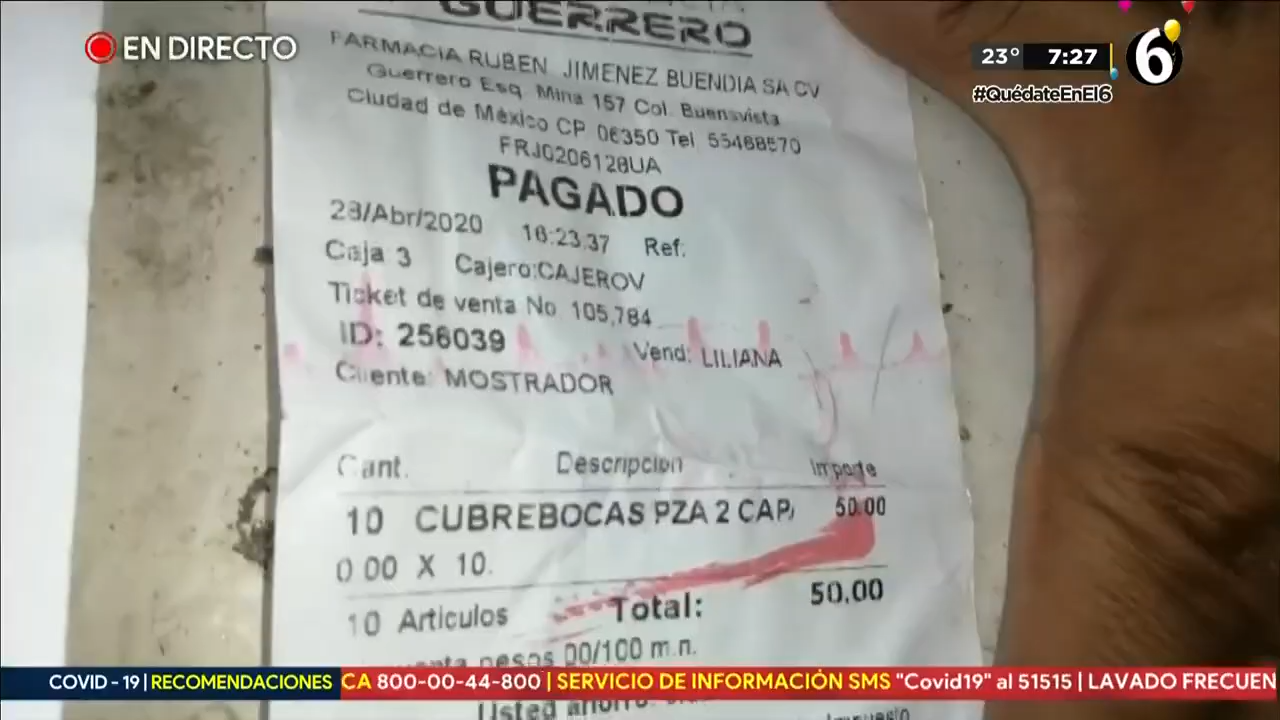 GUERRERO
EN DIRECTO
23° 7:27
6
#QuédateEnEl6
FARMACIA RUBEN JIMENEZ BUENDIA SA CV
Guerrero Esq. Mina 157 Col. Buenavista
Ciudad de México CP 06350 Tel 55468570
FRJ0206128UA
PAGADO
28/Abr/2020 16:23:37 Ref:
Caja 3 Cajero:CAJEROV
Ticket de venta No. 105,784
ID: 256039
Vend: LILIANA
Cliente: MOSTRADOR
Cant. Descripcion Importe
10 CUBREBOCAS PZA 2 CAP 50.00
0.00 X 10.
10 Articulos Total: 50.00
pesos 00/100 m.n.
Usted ahorro
COVID - 19 | RECOMENDACIONES CA 800-00-44-800 | SERVICIO DE INFORMACIÓN SMS "Covid19" al 51515 | LAVADO FRECUEN